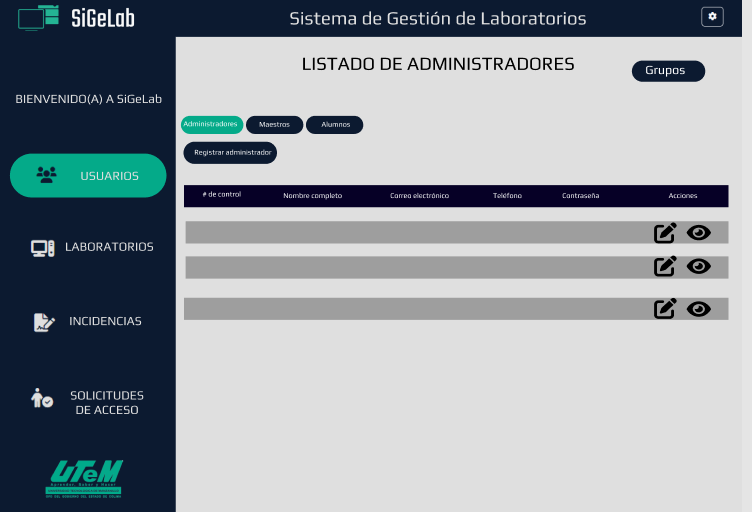 SiGeLab
Sistema de Gestión de Laboratorios
LISTADO DE ADMINISTRADORES
Grupos
BIENVENIDO(A) A SiGeLab
Administradores
Maestros
Alumnos
Registrar administrador
USUARIOS
# de control
Nombre completo
Correo electrónico
Teléfono
Contraseña
Acciones
LABORATORIOS
INCIDENCIAS
SOLICITUDES
DE ACCESO
UTeM